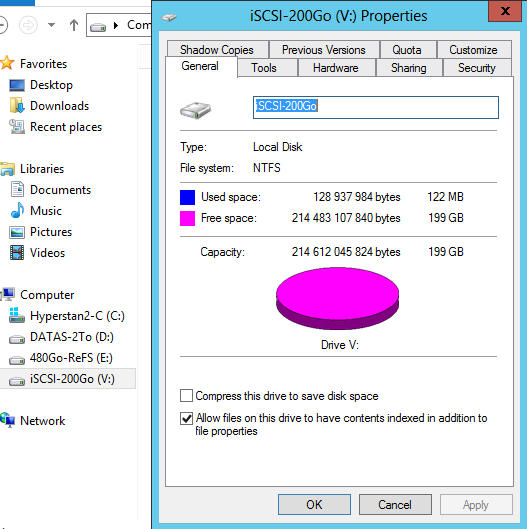 iSCSI-200Go (V:) Properties
Com
Shadow Copies Previous Versions Quota Customize
General Tools Hardware Sharing Security
Favorites
Desktop
Downloads
Recent places
Libraries
Documents
Music
Pictures
Videos
Computer
Hyperstan2-C (C:)
DATAS-2To (D:)
480Go-ReFS (E:)
iSCSI-200Go (V:)
Network
iSCSI-200Go
Type: Local Disk
File system: NTFS
Used space: 128 937 984 bytes 122 MB
Free space: 214 483 107 840 bytes 199 GB
Capacity: 214 612 045 824 bytes 199 GB
Drive V:
Compress this drive to save disk space
Allow files on this drive to have contents indexed in addition to
file properties
OK Cancel Apply